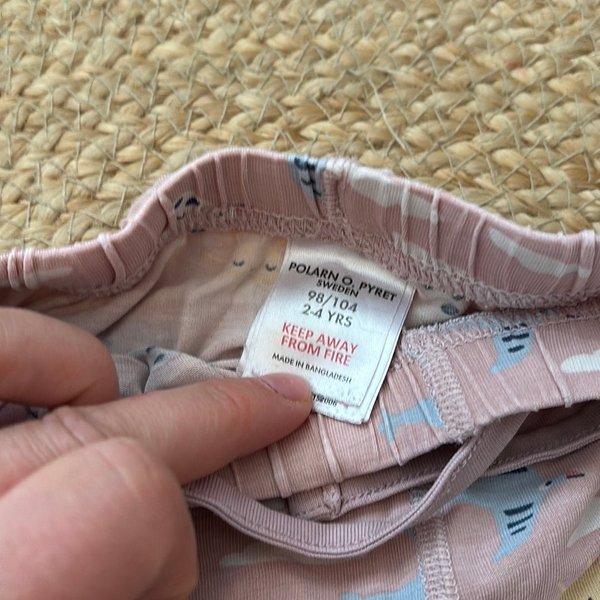 POLARN O. PYRET
SWEDEN
98/104
2-4 YRS
KEEP AWAY
FROM FIRE
MADE IN BANGLADESH